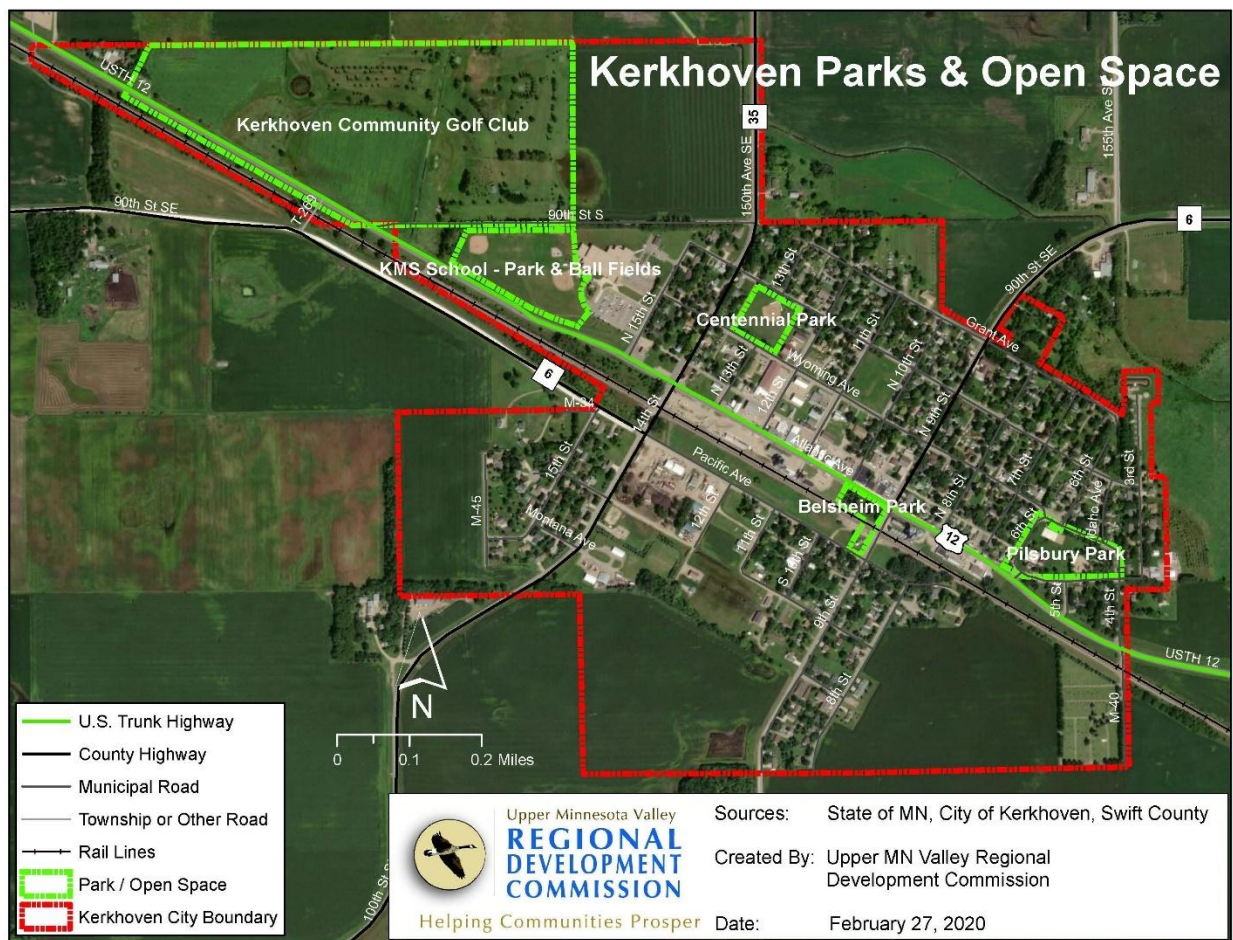 Kerkhoven Parks & Open Space
USTH 12
Kerkhoven Community Golf Club
35
150th Ave SE
155th Ave S
90th St SE
T-269
90th St S
6
90th St SE
KMS School - Park & Ball Fields
13th St
N 15th St
Centennial Park
11th St
Grant Ave
Wyoming Ave
N 10th St
N 13th St
12th St
6
M-34
14th St
N 9th St
Atlantic Ave
15th St
Pacific Ave
7th St
6th St
3rd St
M-45
N 8th St
Idaho Ave
Belsheim Park
12th St
Montana Ave
11th St
6th St
12
Pilsbury Park
S 10th St
9th St
5th St
4th St
USTH 12
8th St
M-40
N
0 0.1 0.2 Miles
100th St S
U.S. Trunk Highway
County Highway
Municipal Road
Township or Other Road
Rail Lines
Park / Open Space
Kerkhoven City Boundary
Upper Minnesota Valley
REGIONAL
DEVELOPMENT
COMMISSION
Helping Communities Prosper
Sources: State of MN, City of Kerkhoven, Swift County
Created By: Upper MN Valley Regional
Development Commission
Date: February 27, 2020